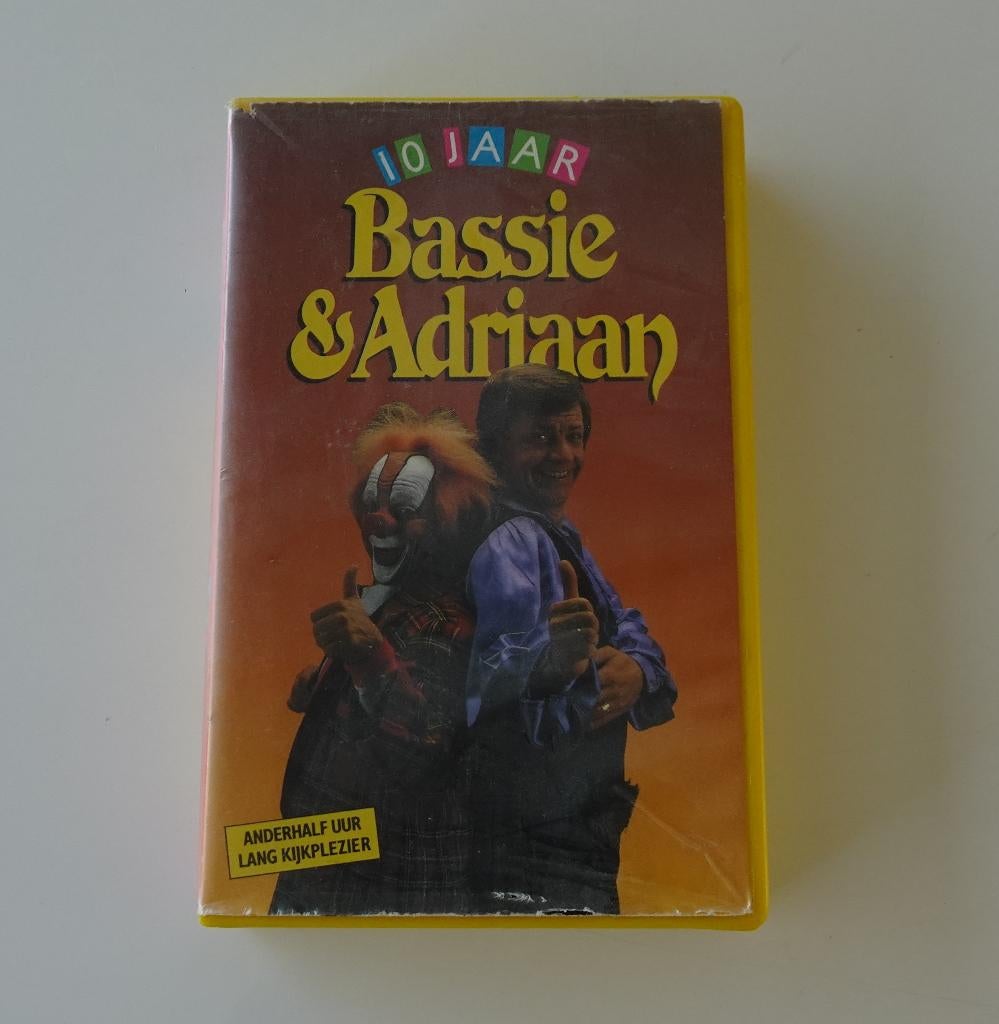 10 JAAR
Bassie
& Adriaan
ANDERHALF UUR
LANG KIJKPLEZIER